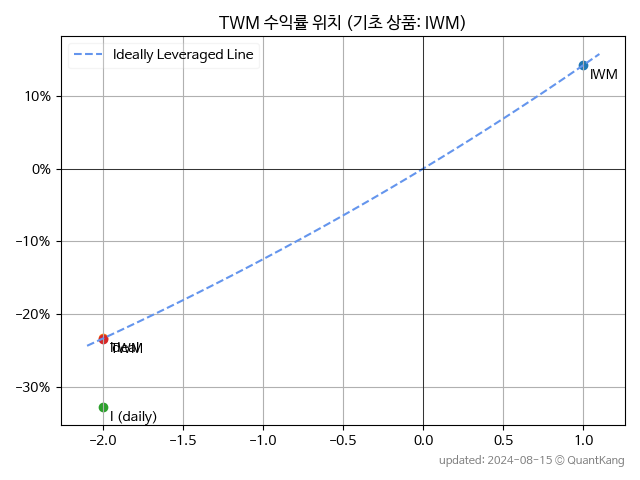 TWM 수익률 위치 (기초 상품: IWM)
Ideally Leveraged Line
IWM
10%
0%
−10%
−20%
−30%
Ideal
TWM
I (daily)
−2.0 −1.5 −1.0 −0.5 0.0 0.5 1.0
updated: 2024-08-15 © QuantKang